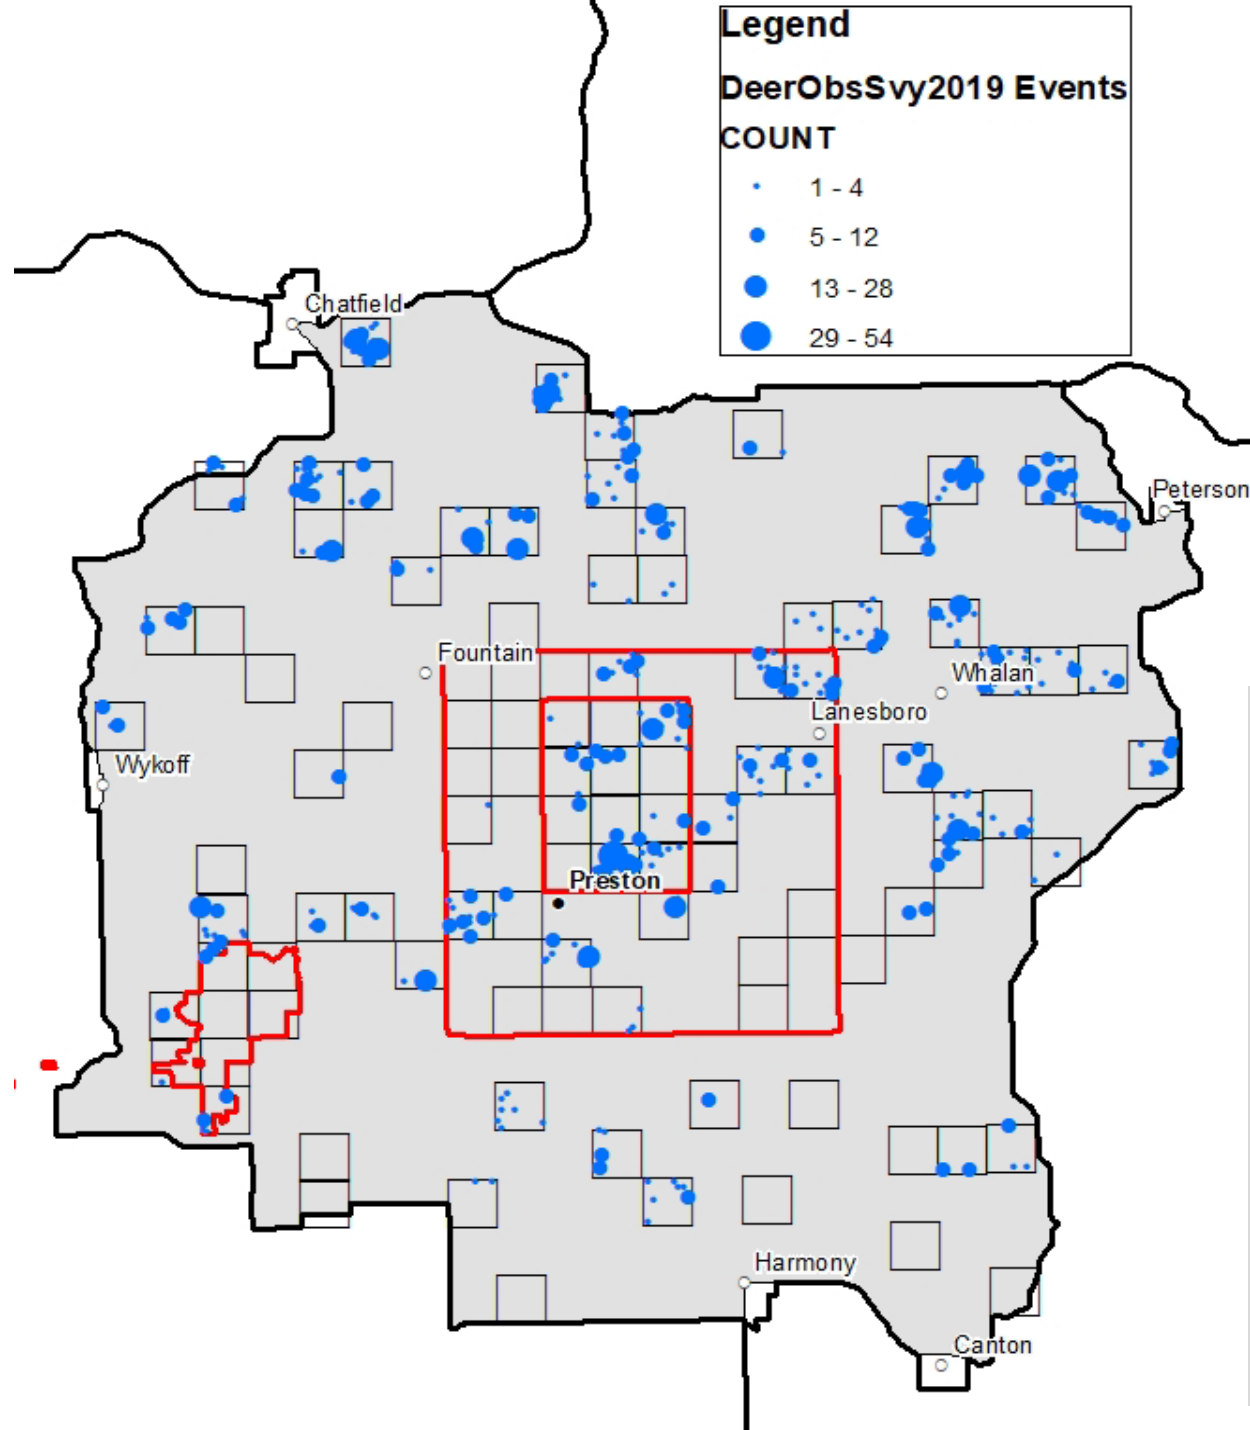 Legend
DeerObsSvy2019 Events
COUNT
1 - 4
5 - 12
13 - 28
29 - 54
Chatfield
Peterson
Fountain
Whalan
Lanesboro
Wykoff
Preston
Harmony
Canton